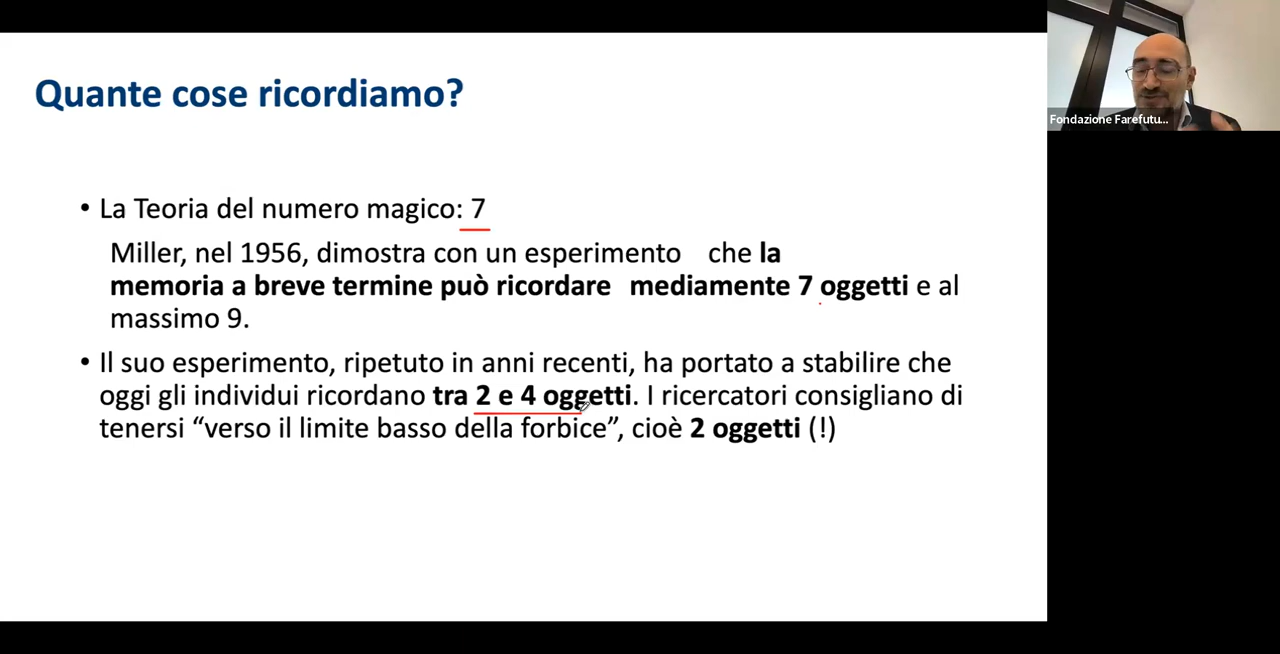 Quante cose ricordiamo?
Fondazione Farefutu...
• La Teoria del numero magico: 7
Miller, nel 1956, dimostra con un esperimento che la
memoria a breve termine può ricordare mediamente 7 oggetti e al
massimo 9.
• Il suo esperimento, ripetuto in anni recenti, ha portato a stabilire che
oggi gli individui ricordano tra 2 e 4 oggetti. I ricercatori consigliano di
tenersi “verso il limite basso della forbice”, cioè 2 oggetti (!)